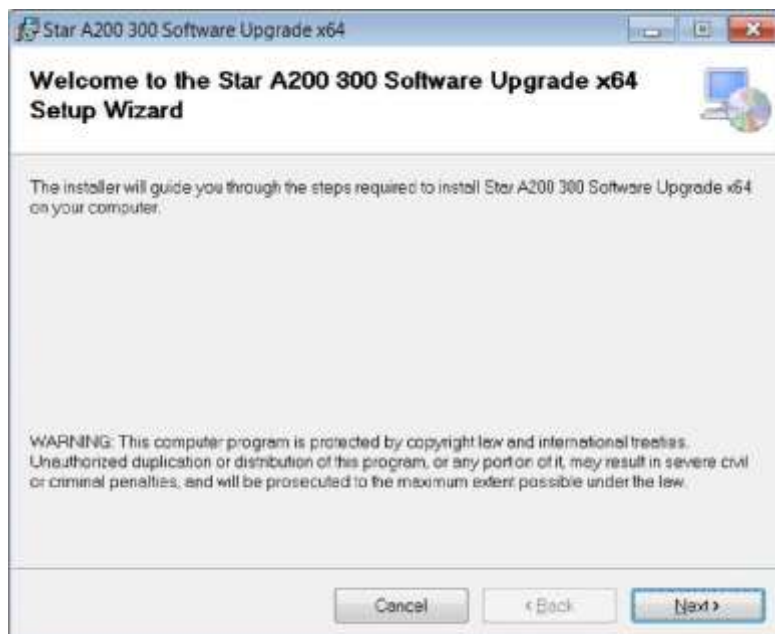 Star A200 300 Software Upgrade x64
Welcome to the Star A200 300 Software Upgrade x64
Setup Wizard
The installer will guide you through the steps required to install Star A200 300 Software Upgrade x64
on your computer.
WARNING: This computer program is protected by copyright law and international treaties.
Unauthorized duplication or distribution of this program, or any portion of it, may result in severe civil
or criminal penalties, and will be prosecuted to the maximum extent possible under the law.
Cancel
< Back
Next >